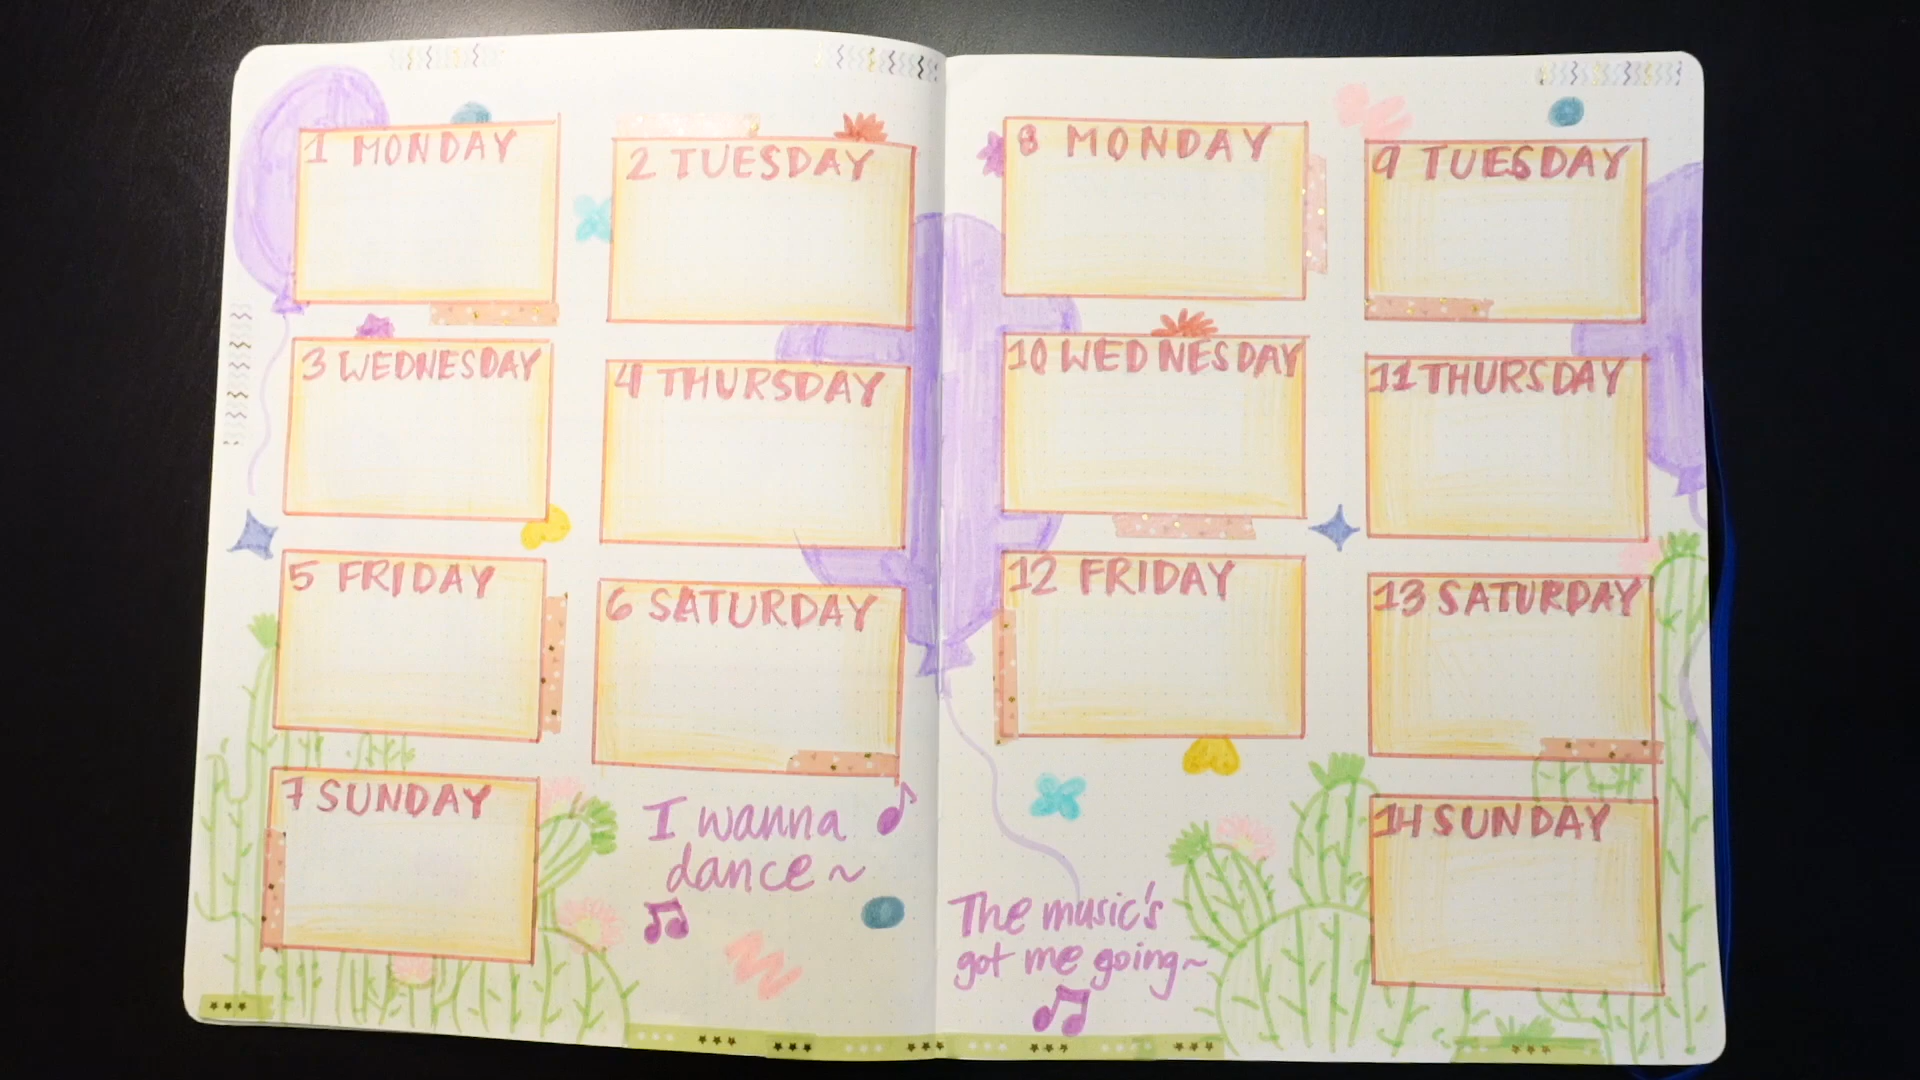 1 MONDAY
2 TUESDAY
3 WEDNESDAY
4 THURSDAY
5 FRIDAY
6 SATURDAY
7 SUNDAY
I wanna
dance~
8 MONDAY
9 TUESDAY
10 WEDNESDAY
11 THURSDAY
12 FRIDAY
13 SATURDAY
14 SUNDAY
The music's
got me going~